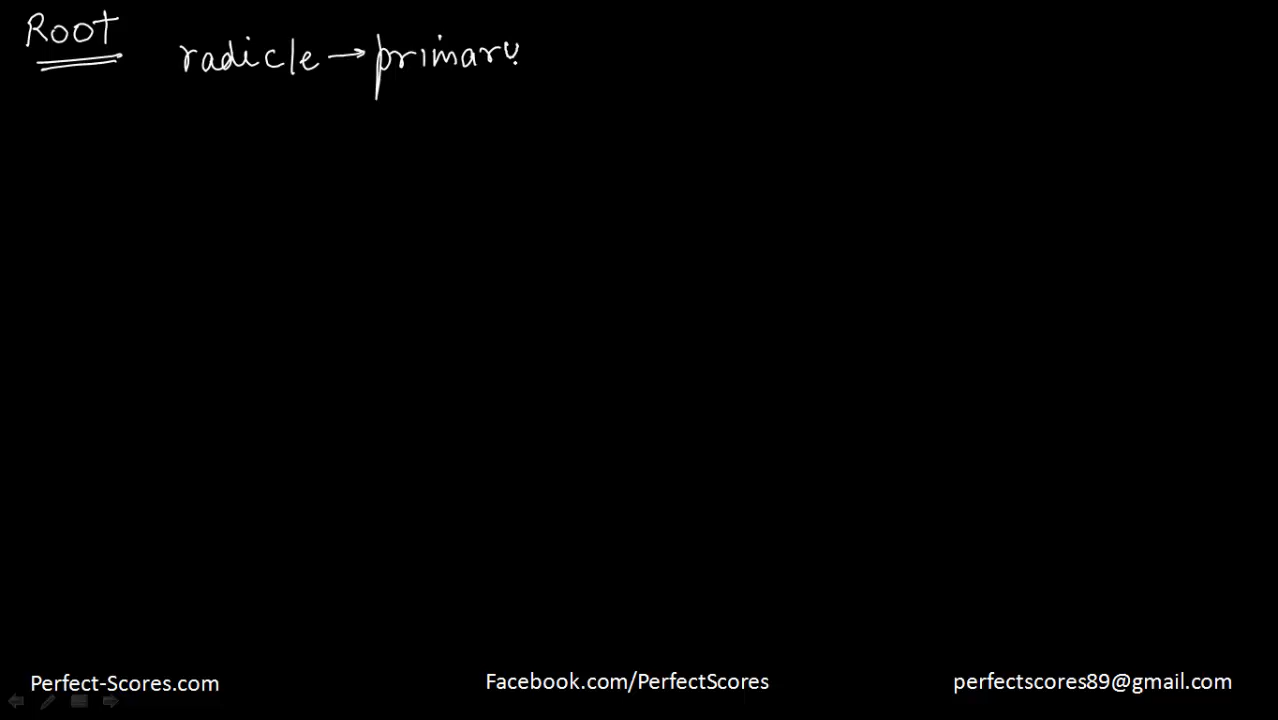 Root
radicle → primary
Perfect-Scores.com
Facebook.com/PerfectScores
perfectscores89@gmail.com